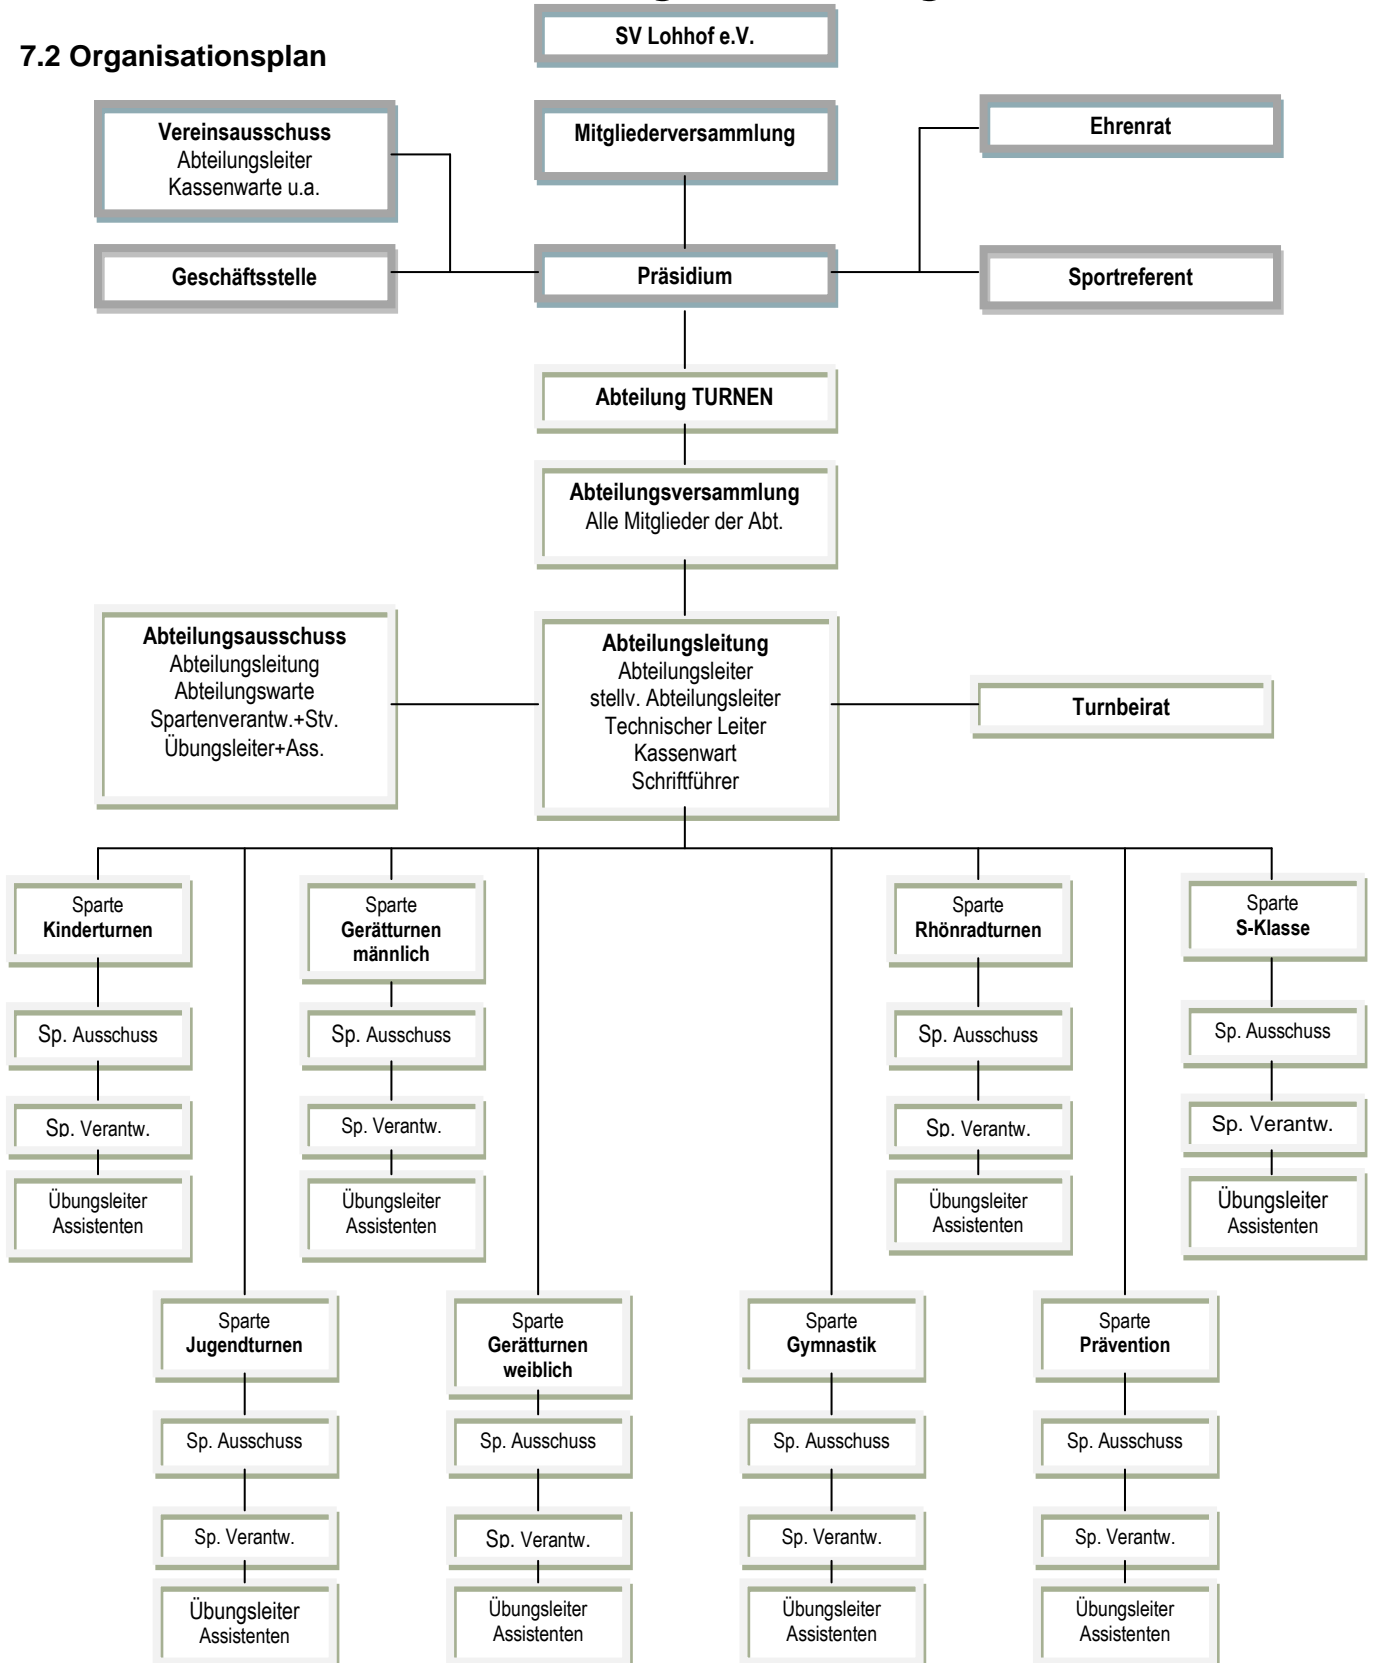 SV Lohhof e.V.
7.2 Organisationsplan
Vereinsausschuss
Abteilungsleiter
Kassenwarte u.a.
Mitgliederversammlung
Ehrenrat
Geschäftsstelle
Präsidium
Sportreferent
Abteilung TURNEN
Abteilungsversammlung
Alle Mitglieder der Abt.
Abteilungsausschuss
Abteilungsleitung
Abteilungswarte
Spartenverantw.+Stv.
Übungsleiter+Ass.
Abteilungsleitung
Abteilungsleiter
stellv. Abteilungsleiter
Technischer Leiter
Kassenwart
Schriftführer
Turnbeirat
Sparte
Kinderturnen
Sparte
Gerätturnen
männlich
Sparte
Rhönradturnen
Sparte
S-Klasse
Sp. Ausschuss
Sp. Ausschuss
Sp. Ausschuss
Sp. Ausschuss
Sp. Verantw.
Sp. Verantw.
Sp. Verantw.
Sp. Verantw.
Übungsleiter
Assistenten
Übungsleiter
Assistenten
Übungsleiter
Assistenten
Übungsleiter
Assistenten
Sparte
Jugendturnen
Sparte
Gerätturnen
weiblich
Sparte
Gymnastik
Sparte
Prävention
Sp. Ausschuss
Sp. Ausschuss
Sp. Ausschuss
Sp. Ausschuss
Sp. Verantw.
Sp. Verantw.
Sp. Verantw.
Sp. Verantw.
Übungsleiter
Assistenten
Übungsleiter
Assistenten
Übungsleiter
Assistenten
Übungsleiter
Assistenten